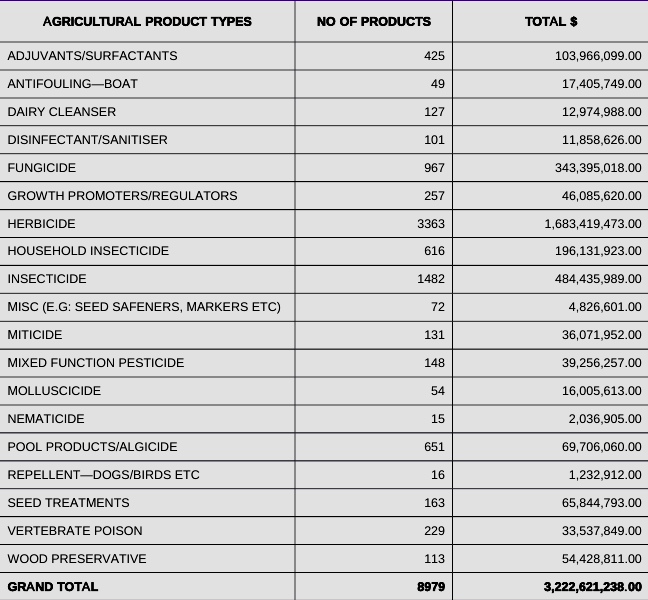 AGRICULTURAL PRODUCT TYPES NO OF PRODUCTS TOTAL $
ADJUVANTS/SURFACTANTS 425 103,966,099.00
ANTIFOULING—BOAT 49 17,405,749.00
DAIRY CLEANSER 127 12,974,988.00
DISINFECTANT/SANITISER 101 11,858,626.00
FUNGICIDE 967 343,395,018.00
GROWTH PROMOTERS/REGULATORS 257 46,085,620.00
HERBICIDE 3363 1,683,419,473.00
HOUSEHOLD INSECTICIDE 616 196,131,923.00
INSECTICIDE 1482 484,435,989.00
MISC (E.G: SEED SAFENERS, MARKERS ETC) 72 4,826,601.00
MITICIDE 131 36,071,952.00
MIXED FUNCTION PESTICIDE 148 39,256,257.00
MOLLUSCICIDE 54 16,005,613.00
NEMATICIDE 15 2,036,905.00
POOL PRODUCTS/ALGICIDE 651 69,706,060.00
REPELLENT—DOGS/BIRDS ETC 16 1,232,912.00
SEED TREATMENTS 163 65,844,793.00
VERTEBRATE POISON 229 33,537,849.00
WOOD PRESERVATIVE 113 54,428,811.00
GRAND TOTAL 8979 3,222,621,238.00